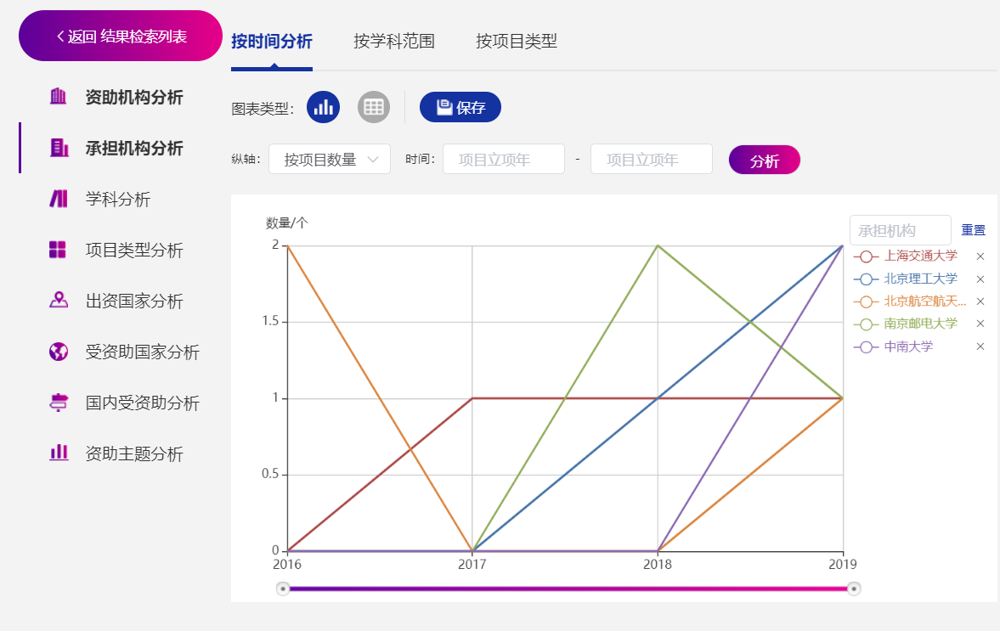 返回 结果检索列表
按时间分析 按学科范围 按项目类型
资助机构分析
承担机构分析
学科分析
项目类型分析
出资国家分析
受资助国家分析
国内受资助分析
资助主题分析
图表类型: 保存
纵轴: 按项目数量 时间: 项目立项年 - 项目立项年 分析
数量/个
承担机构 重置
上海交通大学 ×
北京理工大学 ×
北京航空航天... ×
南京邮电大学 ×
中南大学 ×
2
1.5
1
0.5
0
2016 2017 2018 2019